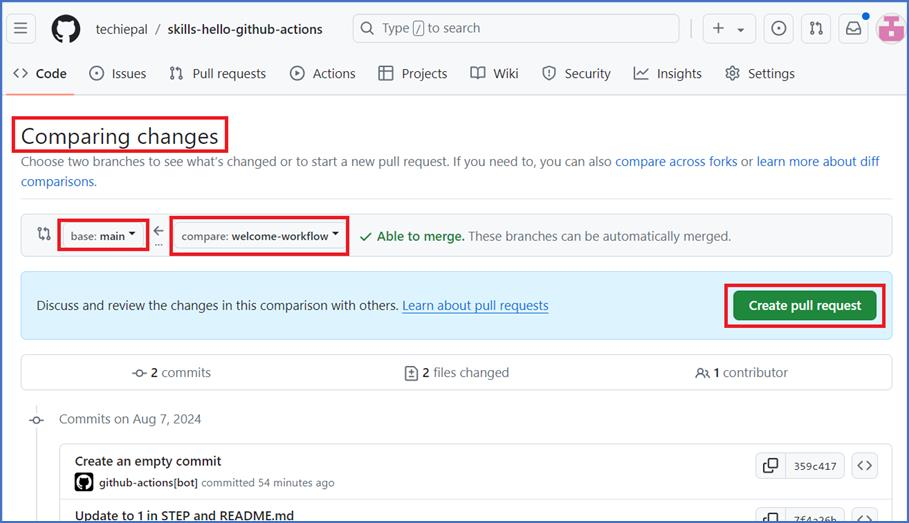 techiepal / skills-hello-github-actions
Type / to search
Code Issues Pull requests Actions Projects Wiki Security Insights Settings
Comparing changes
Choose two branches to see what's changed or to start a new pull request. If you need to, you can also compare across forks or learn more about diff
comparisons.
base: main compare: welcome-workflow Able to merge. These branches can be automatically merged.
...
Discuss and review the changes in this comparison with others. Learn about pull requests Create pull request
2 commits 2 files changed 1 contributor
Commits on Aug 7, 2024
Create an empty commit
github-actions[bot] committed 54 minutes ago 359c417
Update to 1 in STEP and README.md 7f4a26b